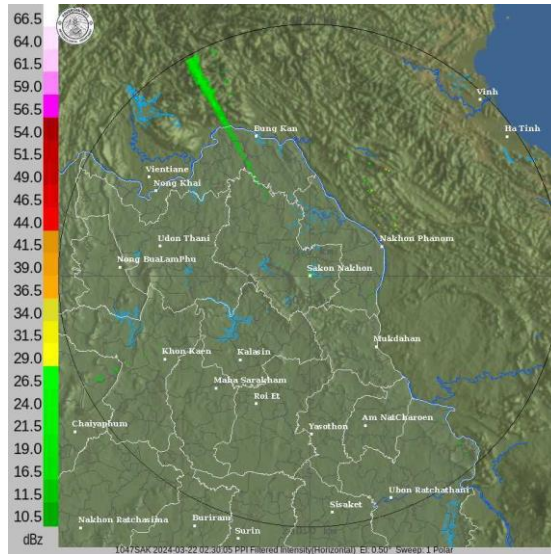 66.5
64.0
61.5
59.0
56.5
54.0
51.5
49.0
46.5
44.0
41.5
39.0
36.5
34.0
31.5
29.0
26.5
24.0
21.5
19.0
16.5
14.0
11.5
10.5
dBz
Vinh
Ha Tinh
Bung Kan
Vientiane
Nong Khai
Udon Thani
Nakhon Phanom
Nong BuaLamPhu
Sakon Nakhon
Mukdahan
Khon Kaen
Kalasin
Maha Sarakham
Roi Et
Chaiyaphum
Yasothon
Am NatCharoen
Ubon Ratchathani
Sisaket
Nakhon Ratchasima
Buriram
Surin
1047SAK 2024-03-22 02:30:05 PPI Filtered Intensity(Horizontal) El: 0.50° Sweep: 1 Polar